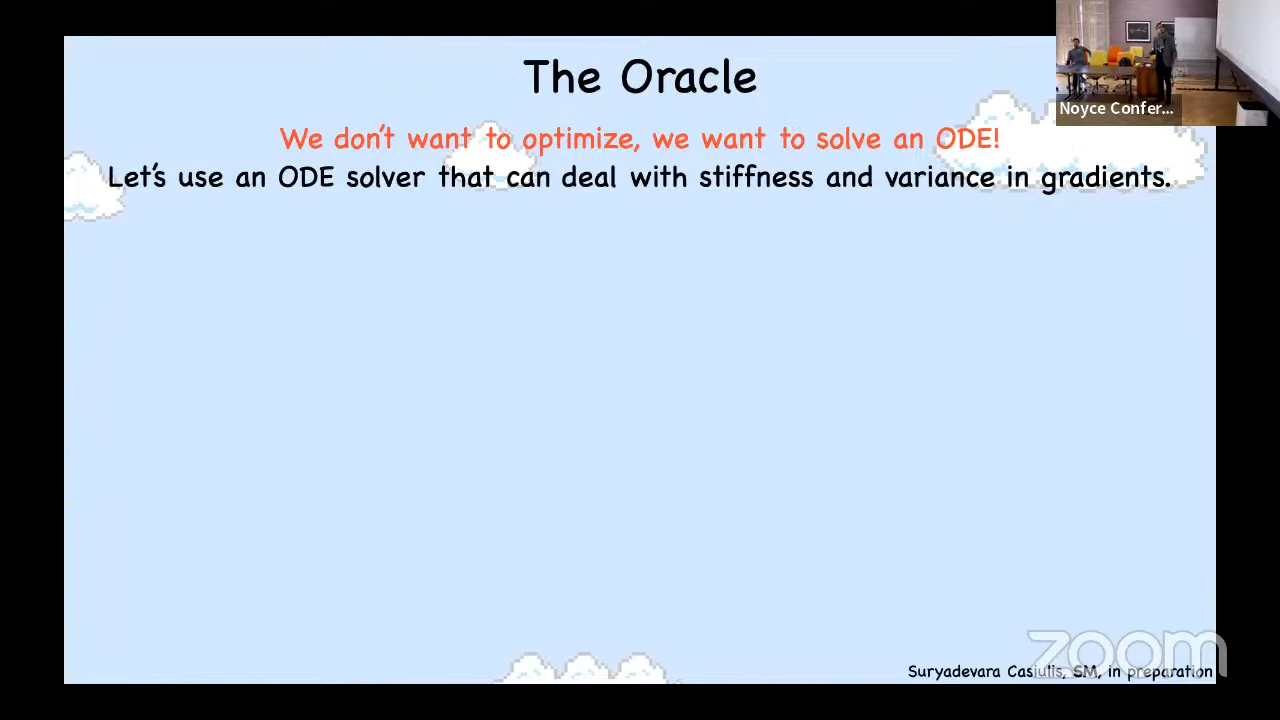 The Oracle
We don't want to optimize, we want to solve an ODE!
Let's use an ODE solver that can deal with stiffness and variance in gradients.
Noyce Confer...
zoom
Suryadevara Casiulis, SM, in preparation